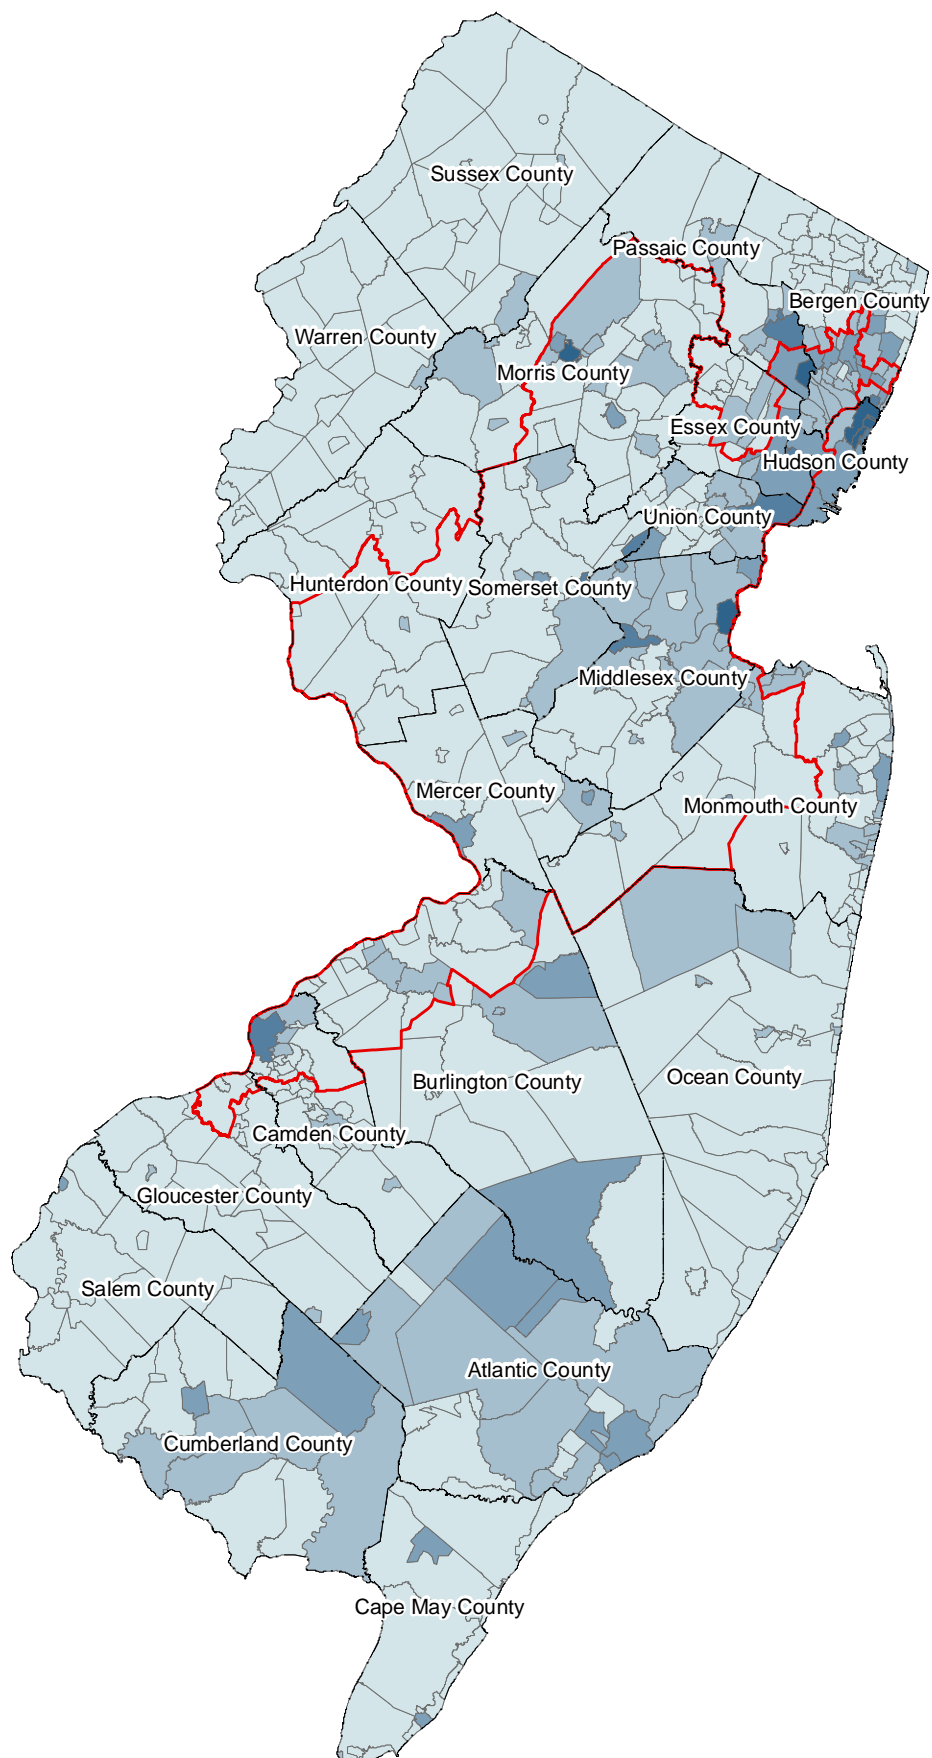 Sussex County
Passaic County
Bergen County
Warren County
Morris County
Essex County
Hudson County
Union County
Hunterdon County
Somerset County
Middlesex County
Mercer County
Monmouth County
Ocean County
Burlington County
Camden County
Gloucester County
Salem County
Atlantic County
Cumberland County
Cape May County